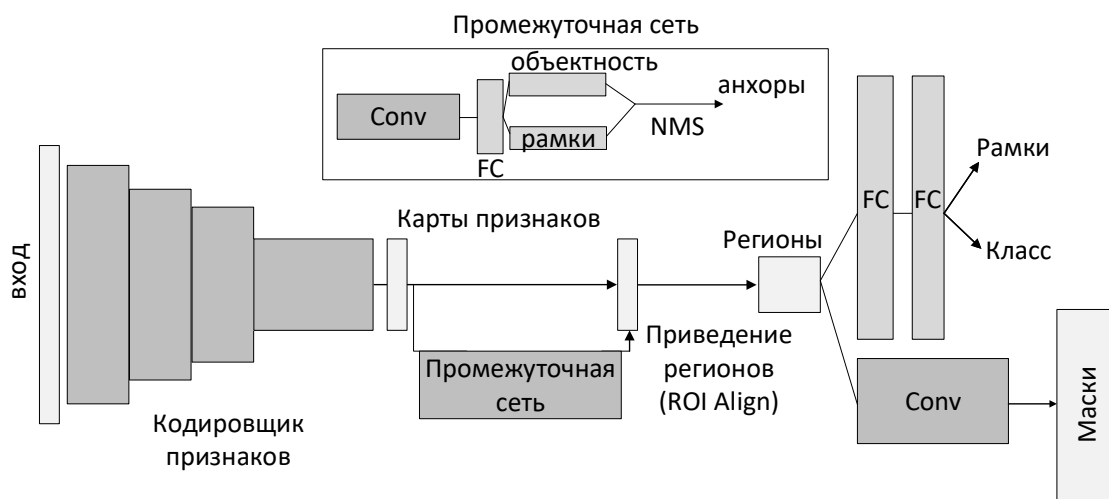 Промежуточная сеть
объектность
анхоры
Conv
NMS
рамки
FC
Рамки
FC
FC
Карты признаков
Регионы
Класс
вход
Приведение
регионов
(ROI Align)
Промежуточная
сеть
Conv
Маски
Кодировщик
признаков